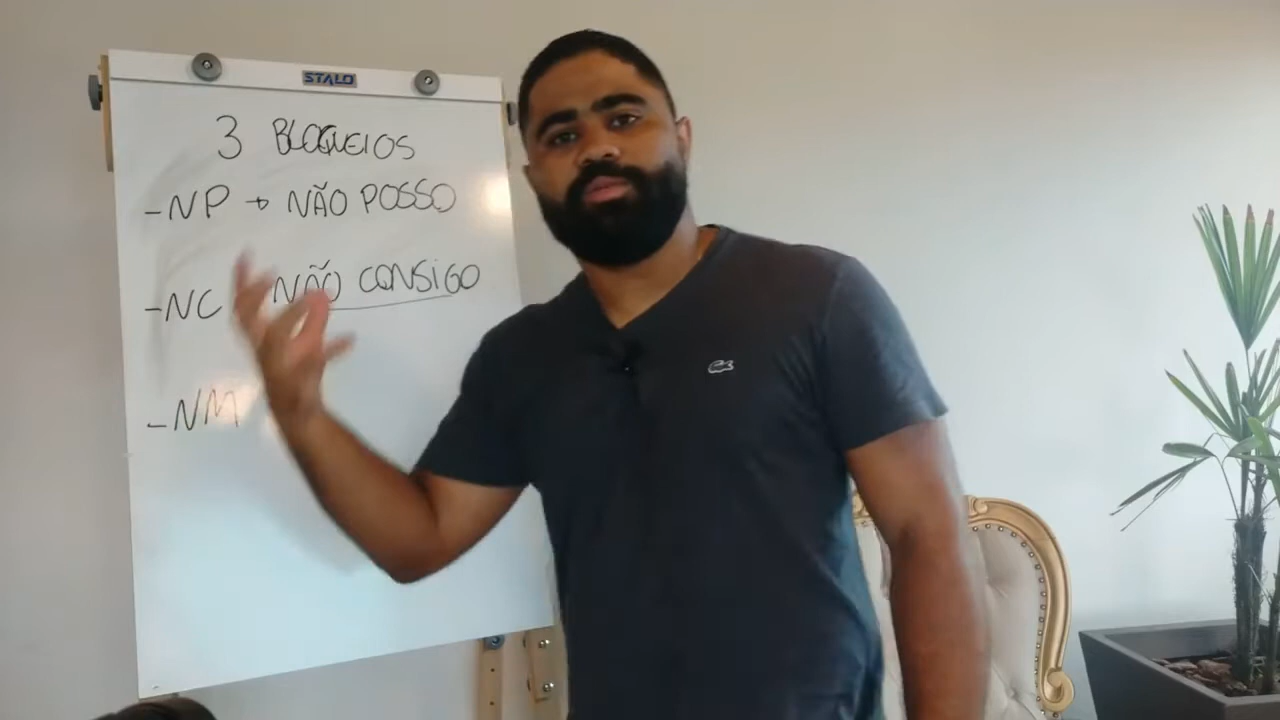 STALO
3 BLOQUEIOS
-NP → NÃO POSSO
-NC NÃO CONSIGO
-NM